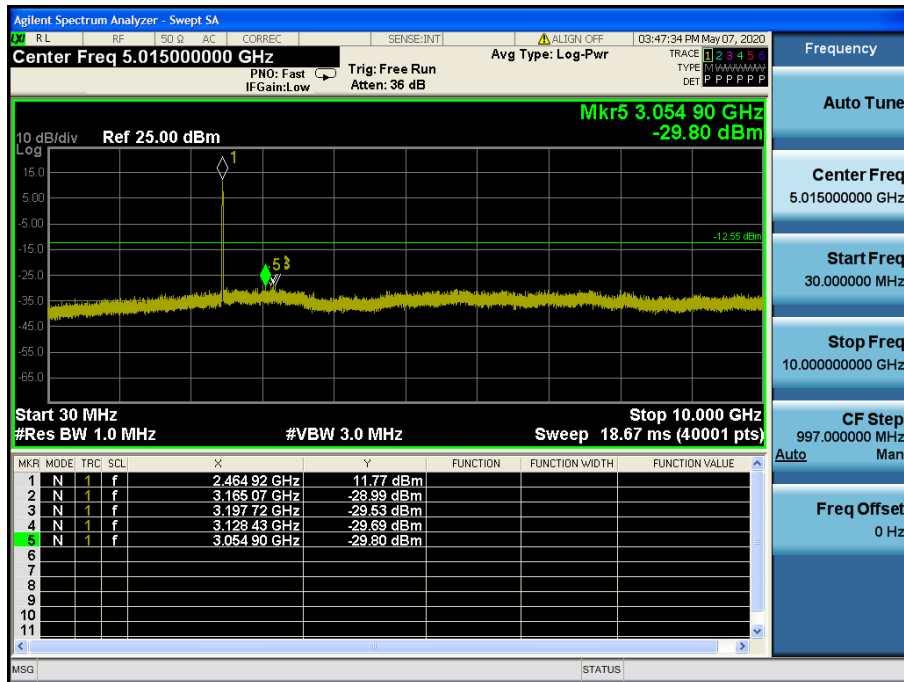 Agilent Spectrum Analyzer - Swept SA
LXI RL RF 50 Ω AC CORREC SENSE:INT ALIGN OFF 03:47:34 PM May 07, 2020
Center Freq 5.015000000 GHz
PNO: Fast
IFGain:Low
Trig: Free Run
Atten: 36 dB
Avg Type: Log-Pwr
TRACE 1 2 3 4 5 6
TYPE M WWWWW
DET P P P P P P
Mkr5 3.054 90 GHz
-29.80 dBm
10 dB/div Ref 25.00 dBm
Log
15.0
5.00
-5.00
-15.0
-25.0
-35.0
-45.0
-55.0
-65.0
1
-12.55 dBm
5 3
Start 30 MHz Stop 10.000 GHz
#Res BW 1.0 MHz #VBW 3.0 MHz Sweep 18.67 ms (40001 pts)
MKR MODE TRC SCL X Y FUNCTION FUNCTION WIDTH FUNCTION VALUE
1 N 1 f 2.464 92 GHz 11.77 dBm
2 N 1 f 3.165 07 GHz -28.99 dBm
3 N 1 f 3.197 72 GHz -29.53 dBm
4 N 1 f 3.128 43 GHz -29.69 dBm
5 N 1 f 3.054 90 GHz -29.80 dBm
6
7
8
9
10
11
MSG STATUS
Frequency
Auto Tune
Center Freq
5.015000000 GHz
Start Freq
30.000000 MHz
Stop Freq
10.000000000 GHz
CF Step
997.000000 MHz
Auto Man
Freq Offset
0 Hz